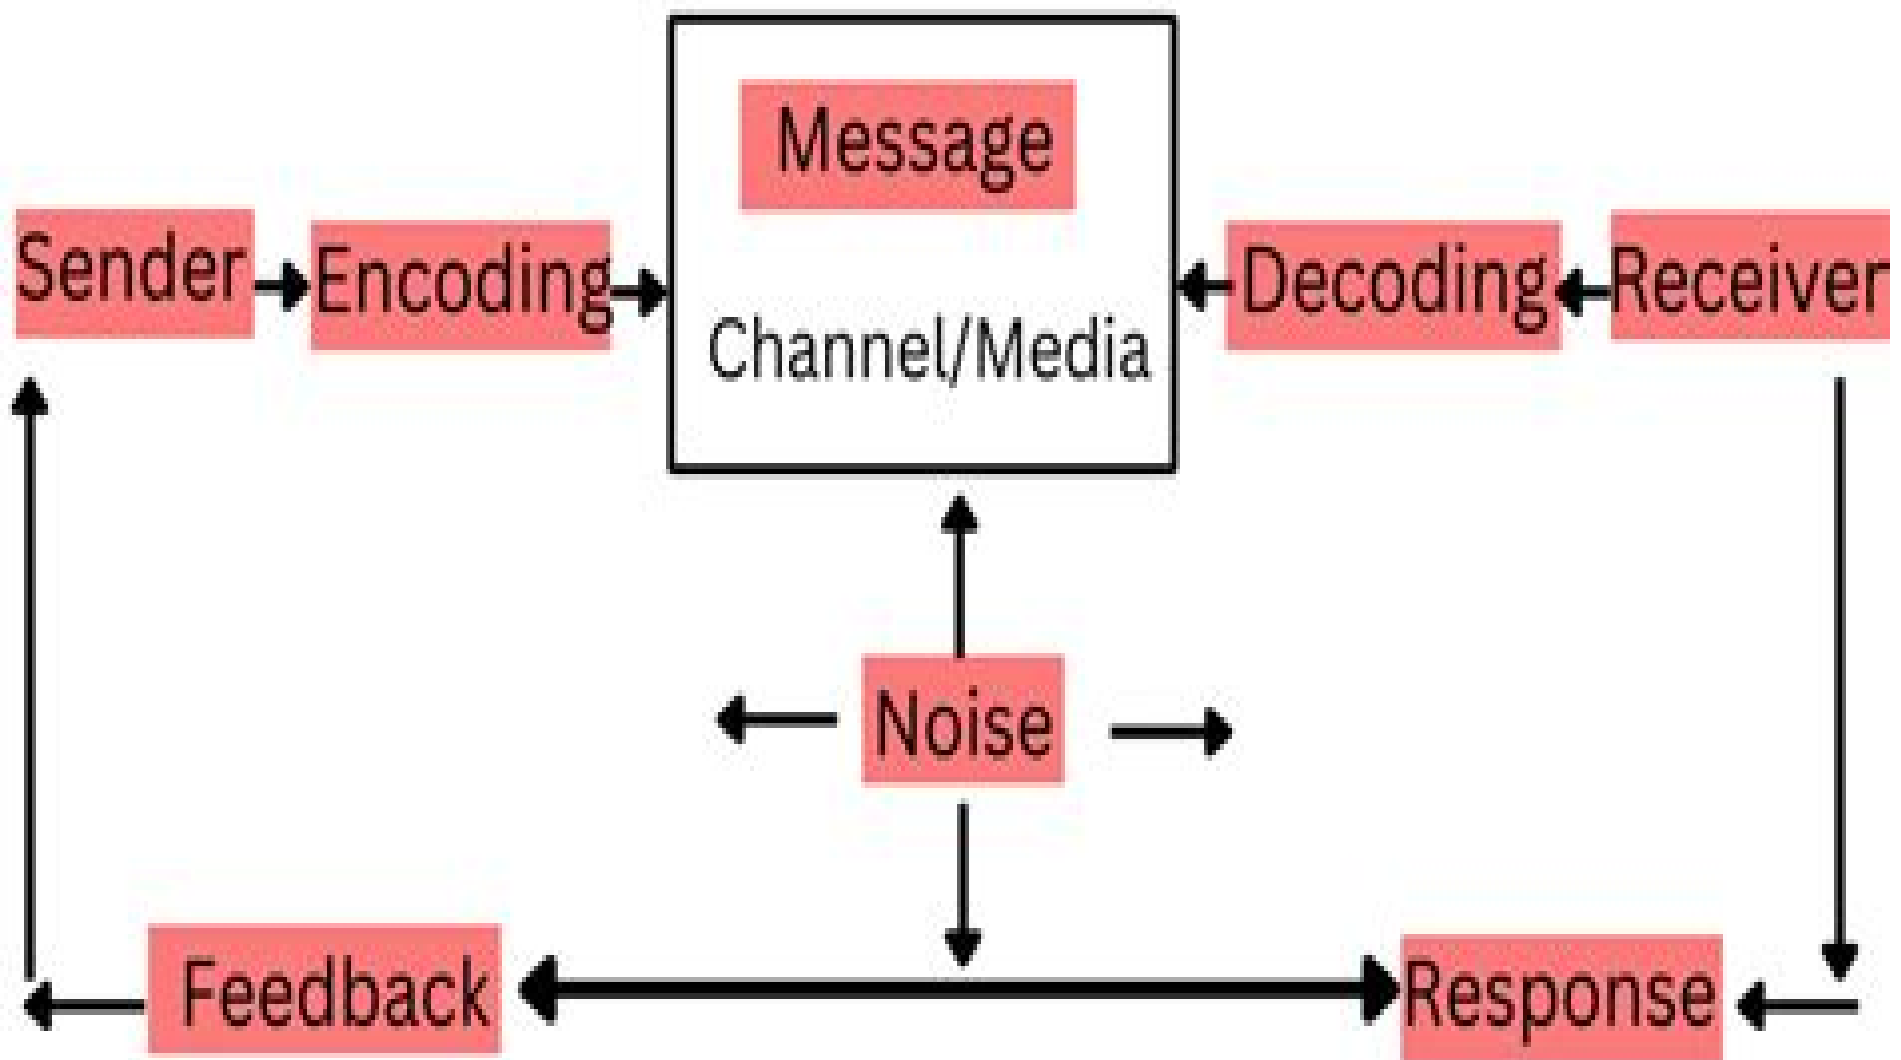 Message
Sender
Encoding
Channel/Media
Decoding
Receiver
Noise
Feedback
Response